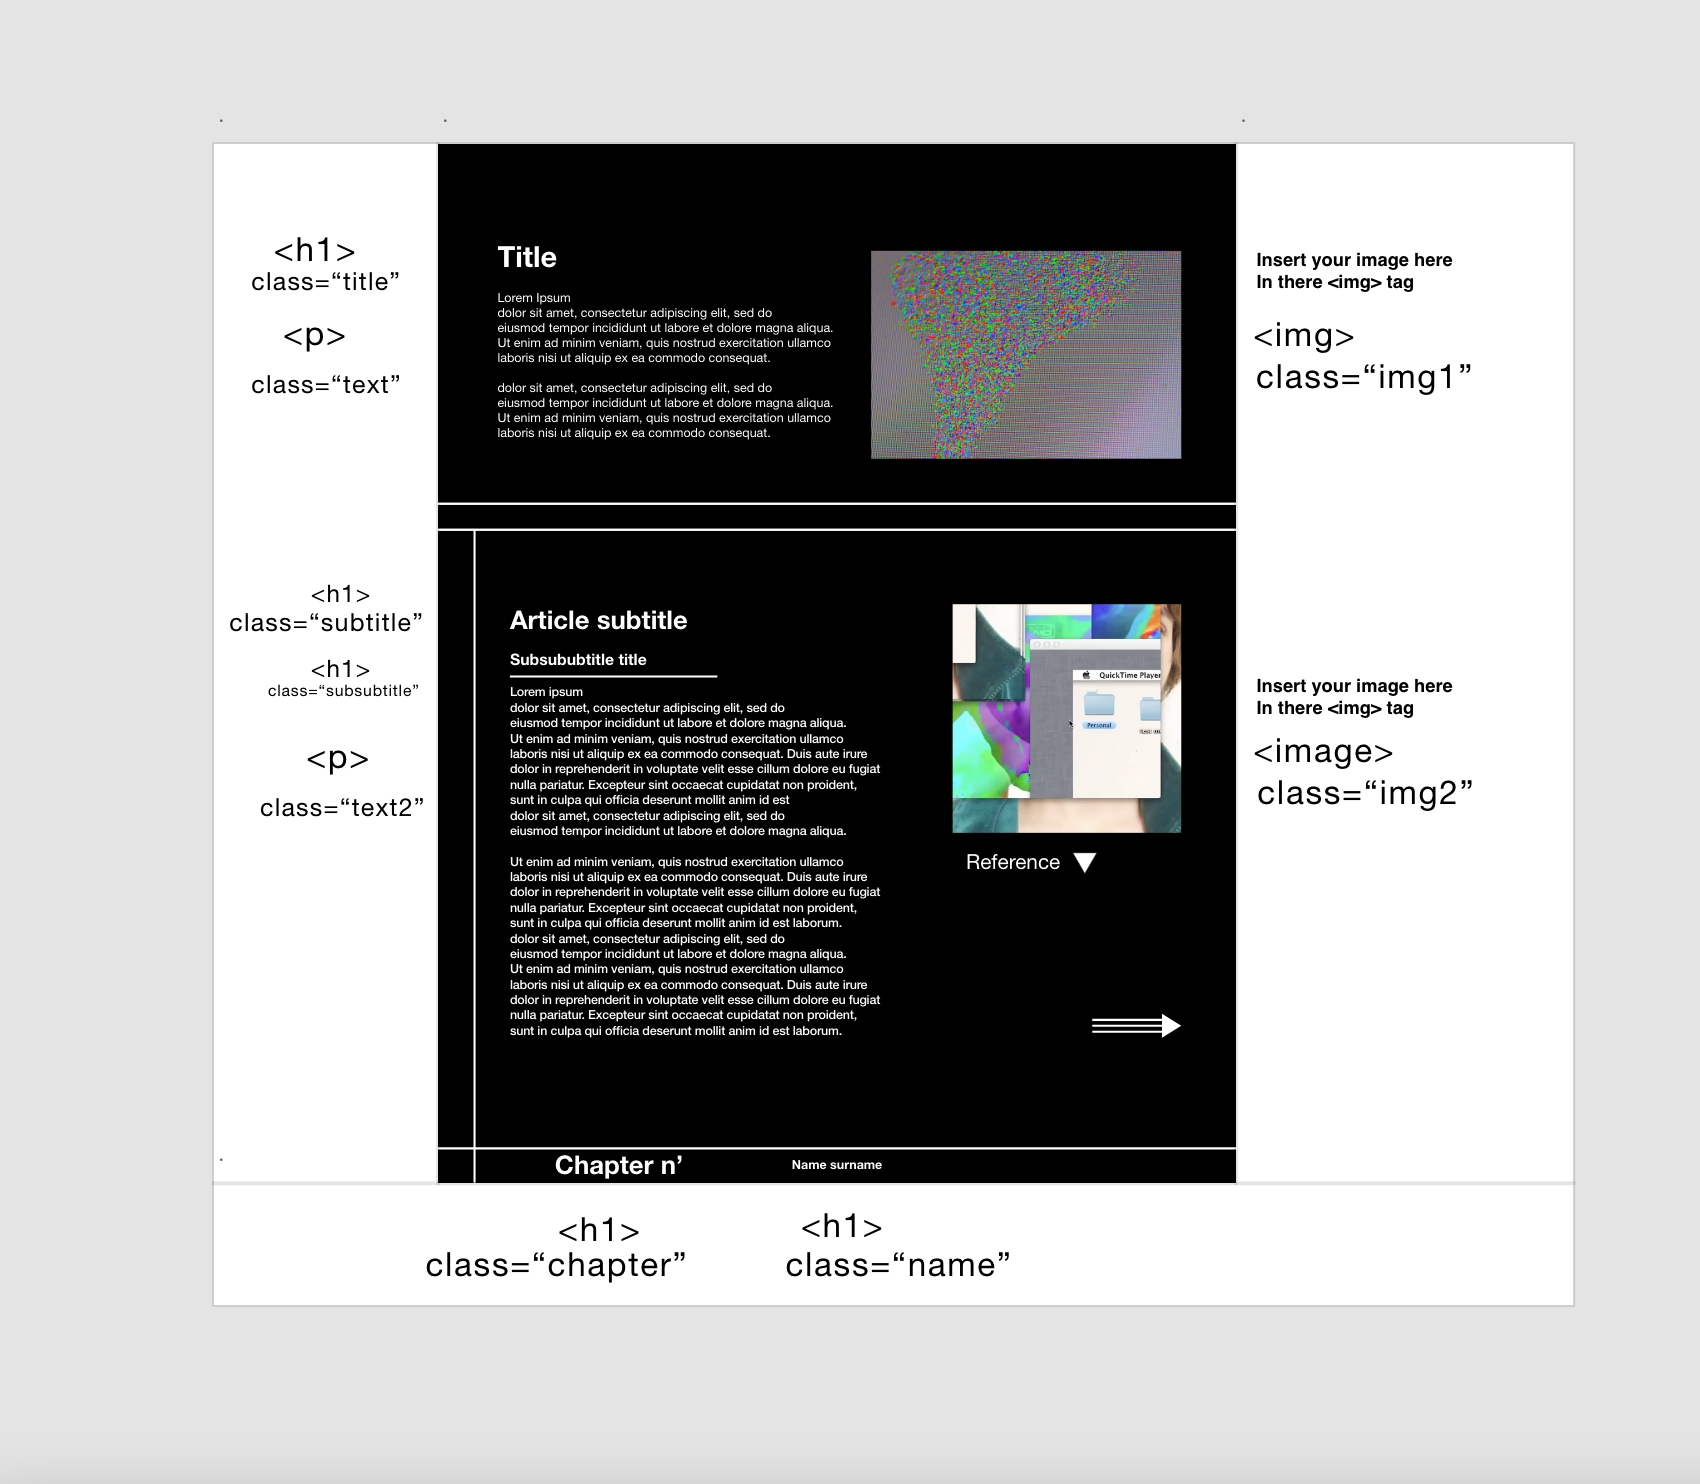 <h1>
class=“title”
<p>
class=“text”
Title
Lorem Ipsum
dolor sit amet, consectetur adipiscing elit, sed do
eiusmod tempor incididunt ut labore et dolore magna aliqua.
Ut enim ad minim veniam, quis nostrud exercitation ullamco
laboris nisi ut aliquip ex ea commodo consequat.
dolor sit amet, consectetur adipiscing elit, sed do
eiusmod tempor incididunt ut labore et dolore magna aliqua.
Ut enim ad minim veniam, quis nostrud exercitation ullamco
laboris nisi ut aliquip ex ea commodo consequat.
Insert your image here
In there <img> tag
<img>
class=“img1”
<h1>
class=“subtitle”
<h1>
class=“subsubtitle”
<p>
class=“text2”
Article subtitle
Subsububtitle title
Lorem ipsum
dolor sit amet, consectetur adipiscing elit, sed do
eiusmod tempor incididunt ut labore et dolore magna aliqua.
Ut enim ad minim veniam, quis nostrud exercitation ullamco
laboris nisi ut aliquip ex ea commodo consequat. Duis aute irure
dolor in reprehenderit in voluptate velit esse cillum dolore eu fugiat
nulla pariatur. Excepteur sint occaecat cupidatat non proident,
sunt in culpa qui officia deserunt mollit anim id est
dolor sit amet, consectetur adipiscing elit, sed do
eiusmod tempor incididunt ut labore et dolore magna aliqua.
Ut enim ad minim veniam, quis nostrud exercitation ullamco
laboris nisi ut aliquip ex ea commodo consequat. Duis aute irure
dolor in reprehenderit in voluptate velit esse cillum dolore eu fugiat
nulla pariatur. Excepteur sint occaecat cupidatat non proident,
sunt in culpa qui officia deserunt mollit anim id est laborum.
dolor sit amet, consectetur adipiscing elit, sed do
eiusmod tempor incididunt ut labore et dolore magna aliqua.
Ut enim ad minim veniam, quis nostrud exercitation ullamco
laboris nisi ut aliquip ex ea commodo consequat. Duis aute irure
dolor in reprehenderit in voluptate velit esse cillum dolore eu fugiat
nulla pariatur. Excepteur sint occaecat cupidatat non proident,
sunt in culpa qui officia deserunt mollit anim id est laborum.
QuickTime Player
Personal
Reference
Insert your image here
In there <img> tag
<image>
class=“img2”
Chapter n’
Name surname
<h1>
class=“chapter”
<h1>
class=“name”